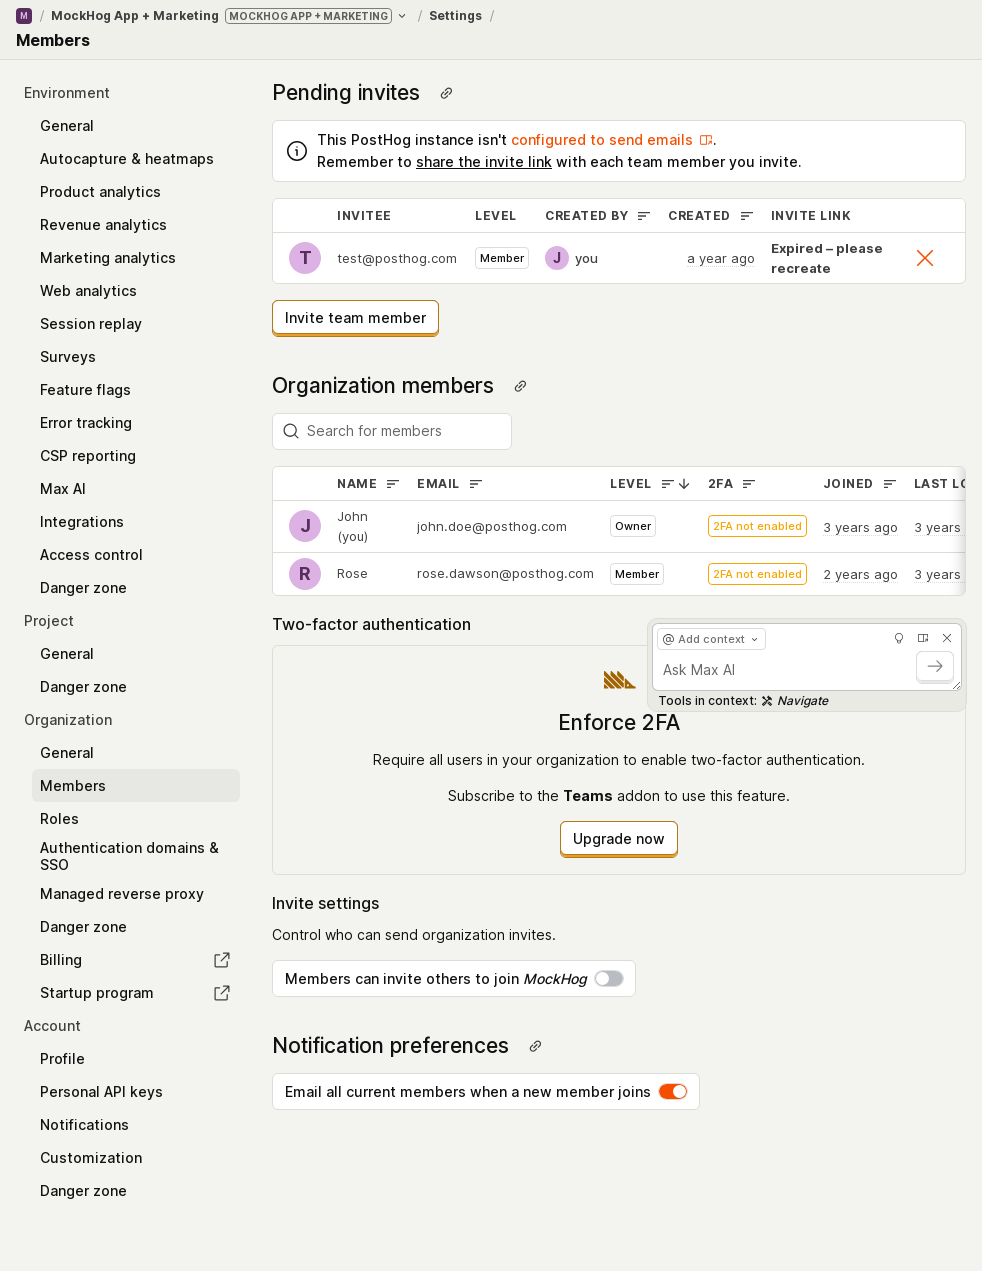 M / MockHog App + Marketing MOCKHOG APP + MARKETING / Settings /
Members
Environment
General
Autocapture & heatmaps
Product analytics
Revenue analytics
Marketing analytics
Web analytics
Session replay
Surveys
Feature flags
Error tracking
CSP reporting
Max AI
Integrations
Access control
Danger zone
Project
General
Danger zone
Organization
General
Members
Roles
Authentication domains &
SSO
Managed reverse proxy
Danger zone
Billing
Startup program
Account
Profile
Personal API keys
Notifications
Customization
Danger zone
Pending invites
This PostHog instance isn't configured to send emails.
Remember to share the invite link with each team member you invite.
INVITEE LEVEL CREATED BY CREATED INVITE LINK
T test@posthog.com Member J you a year ago Expired – please
recreate
Invite team member
Organization members
Search for members
NAME EMAIL LEVEL 2FA JOINED LAST LO
J John
(you) john.doe@posthog.com Owner 2FA not enabled 3 years ago 3 years
R Rose rose.dawson@posthog.com Member 2FA not enabled 2 years ago 3 years
Two-factor authentication
@ Add context
Ask Max AI
Tools in context: Navigate
Enforce 2FA
Require all users in your organization to enable two-factor authentication.
Subscribe to the Teams addon to use this feature.
Upgrade now
Invite settings
Control who can send organization invites.
Members can invite others to join MockHog
Notification preferences
Email all current members when a new member joins